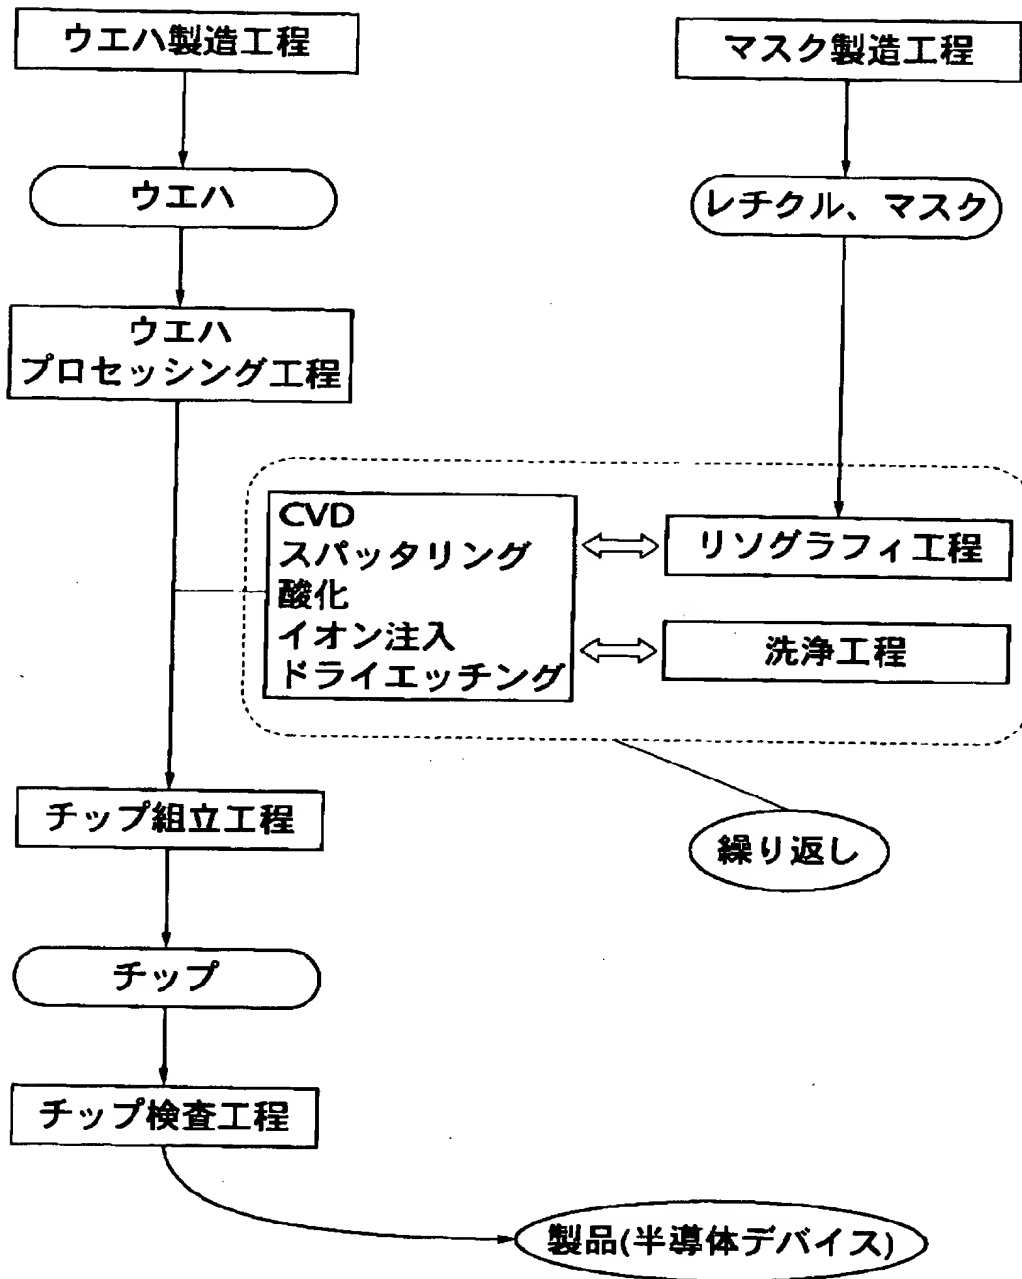 ウエハ製造工程
マスク製造工程
ウエハ
レチクル、マスク
ウエハ
プロセッシング工程
CVD
スパッタリング
酸化
イオン注入
ドライエッチング
リソグラフィ工程
洗浄工程
チップ組立工程
繰り返し
チップ
チップ検査工程
製品(半導体デバイス)